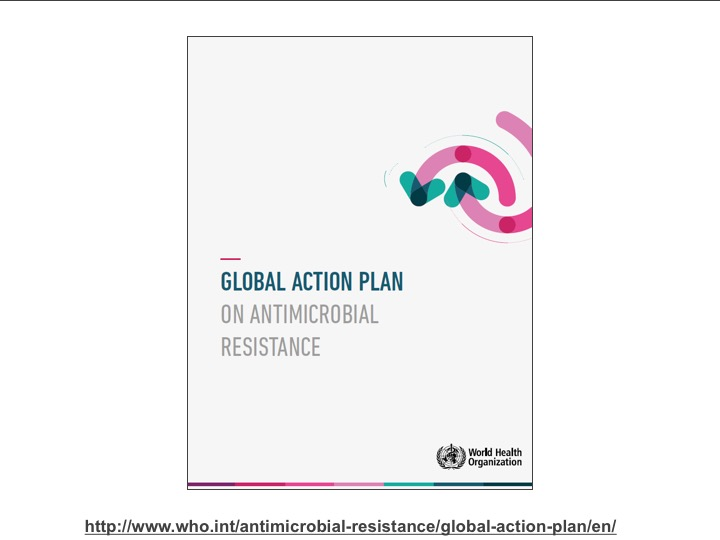 GLOBAL ACTION PLAN
ON ANTIMICROBIAL
RESISTANCE
World Health
Organization
http://www.who.int/antimicrobial-resistance/global-action-plan/en/